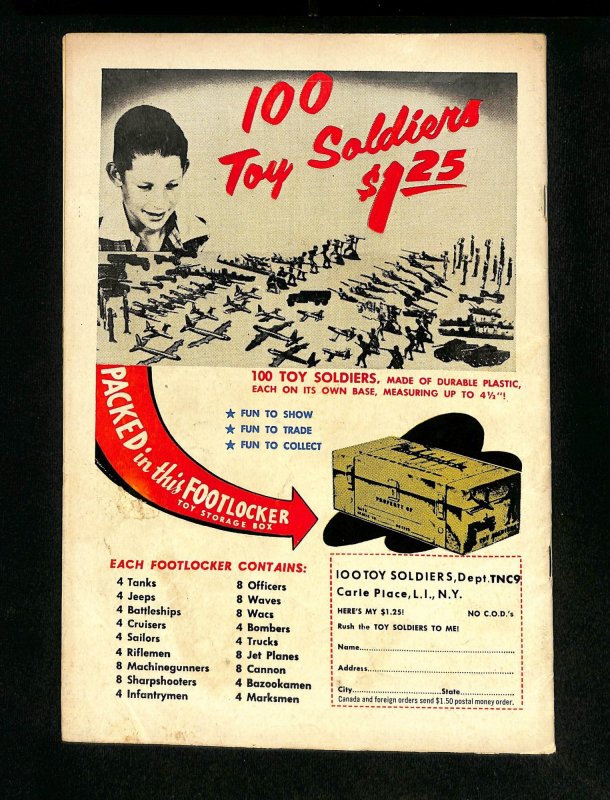 100
Toy Soldiers
$1.25
100 TOY SOLDIERS, MADE OF DURABLE PLASTIC,
EACH ON ITS OWN BASE, MEASURING UP TO 4½"!
★ FUN TO SHOW
★ FUN TO TRADE
★ FUN TO COLLECT
PACKED in this FOOTLOCKER
TOY STORAGE BOX
PROPERTY OF
EACH FOOTLOCKER CONTAINS:
4 Tanks
4 Jeeps
4 Battleships
4 Cruisers
4 Sailors
4 Riflemen
8 Machinegunners
8 Sharpshooters
4 Infantrymen
8 Officers
8 Waves
8 Wacs
4 Bombers
4 Trucks
8 Jet Planes
8 Cannon
4 Bazookamen
4 Marksmen
100 TOY SOLDIERS, Dept. TNC9
Carle Place, L.I., N.Y.
HERE'S MY $1.25! NO C.O.D.'s
Rush the TOY SOLDIERS TO ME!
Name
Address
City State
Canada and foreign orders send $1.50 postal money order.